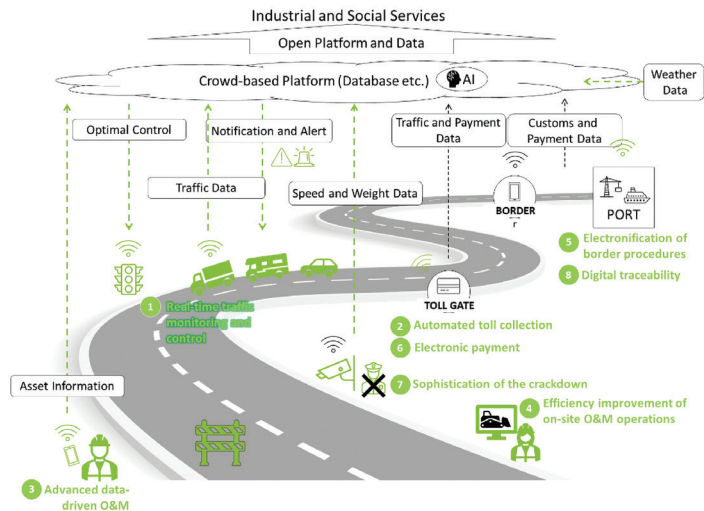 Industrial and Social Services
Open Platform and Data
Crowd-based Platform (Database etc.)
AI
Weather
Data
Optimal Control
Notification and Alert
Traffic and Payment
Data
Customs and
Payment Data
Traffic Data
Speed and Weight Data
BORDER
r
PORT
5 Electronification of
border procedures
8 Digital traceability
TOLL GATE
1 Real-time traffic
monitoring and
control
2 Automated toll collection
6 Electronic payment
7 Sophistication of the crackdown
Asset Information
4 Efficiency improvement of
on-site O&M operations
3 Advanced data-
driven O&M